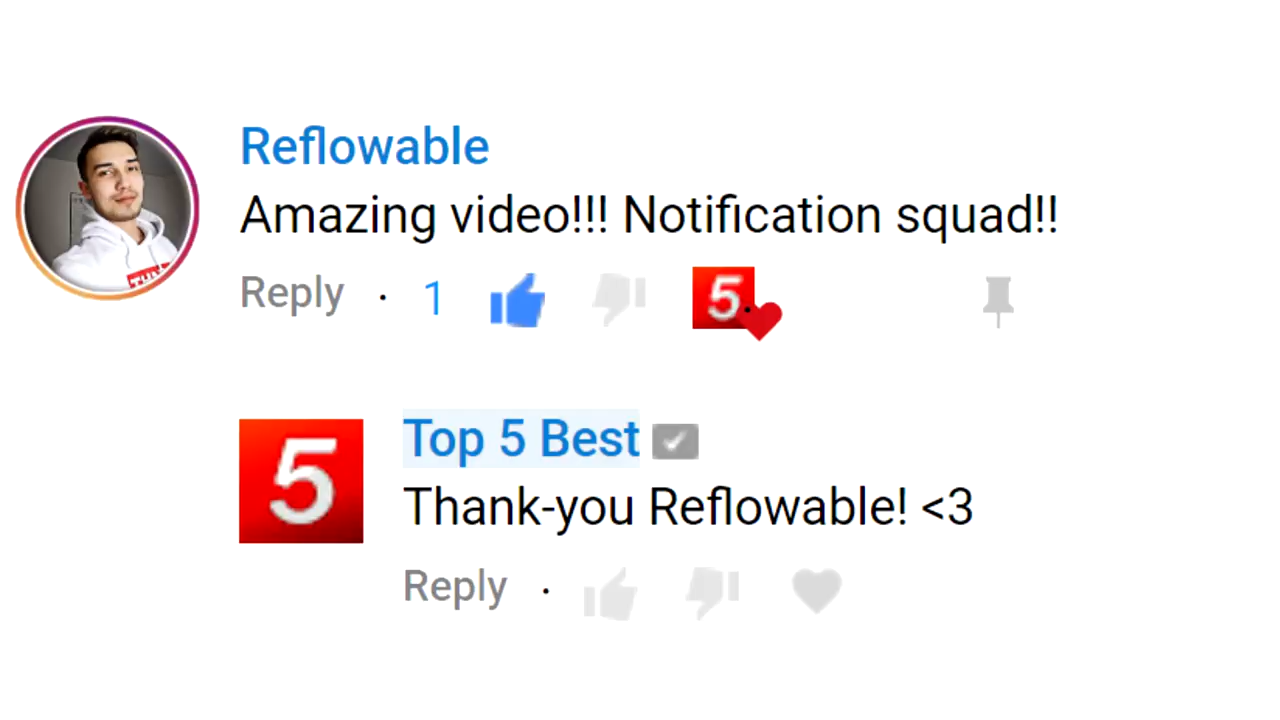 Reflowable
Amazing video!!! Notification squad!!
Reply · 1
5
5
Top 5 Best
Thank-you Reflowable! <3
Reply ·